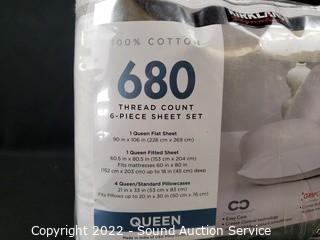 KIRKLAND
100% COTTON
680
THREAD COUNT
6-PIECE SHEET SET
1 Queen Flat Sheet
90 in x 106 in (228 cm x 269 cm)
1 Queen Fitted Sheet
60.5 in x 80.5 in (153 cm x 204 cm)
Fits mattresses 60 in x 80 in
(152 cm x 203 cm) up to 18 in (45 cm) deep
4 Queen/Standard Pillowcases
21 in x 33 in (53 cm x 83 cm)
Fits Pillows up to 20 in x 30 in (50 cm x 76 cm)
QUEEN
Easy Care
Copyright 2022 - Sound Auction Service